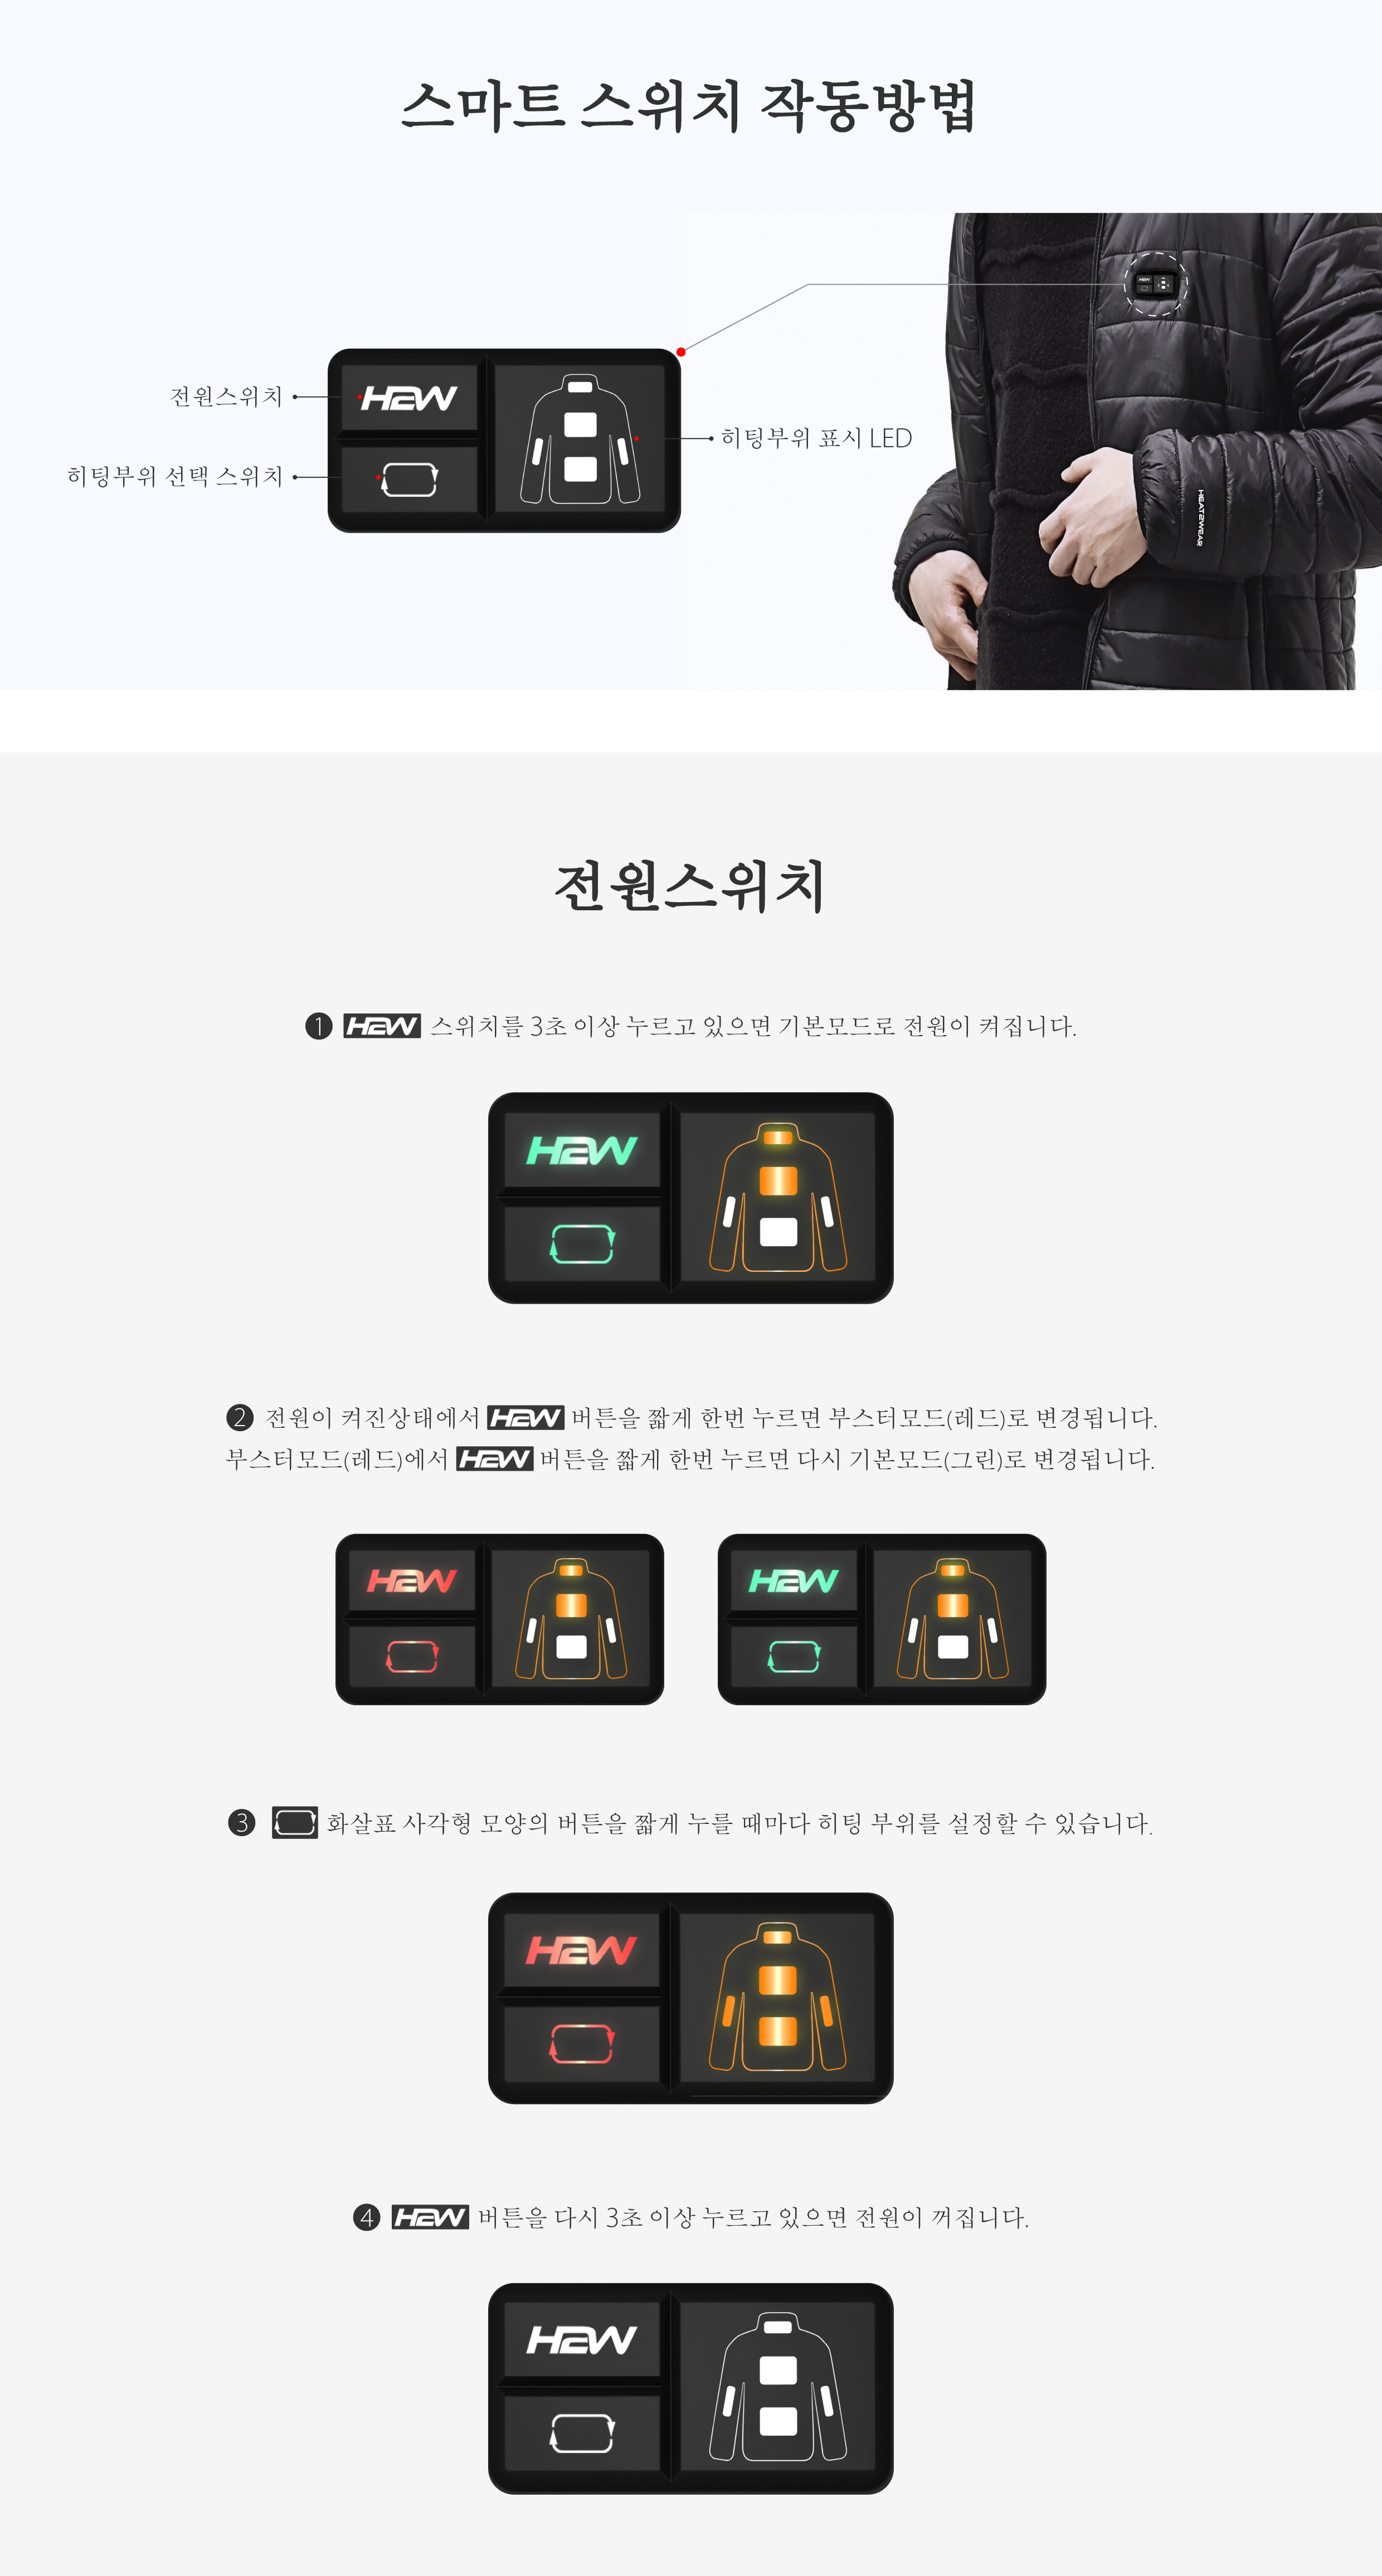 스마트 스위치 작동방법
전원스위치
H2W
히팅부위 표시 LED
히팅부위 선택 스위치
HEAT2WEAR
전원스위치
1 H2W 스위치를 3초 이상 누르고 있으면 기본모드로 전원이 켜집니다.
H2W
2 전원이 켜진상태에서 H2W 버튼을 짧게 한번 누르면 부스터모드(레드)로 변경됩니다.
부스터모드(레드)에서 H2W 버튼을 짧게 한번 누르면 다시 기본모드(그린)로 변경됩니다.
H2W
H2W
3 화살표 사각형 모양의 버튼을 짧게 누를 때마다 히팅 부위를 설정할 수 있습니다.
H2W
4 H2W 버튼을 다시 3초 이상 누르고 있으면 전원이 꺼집니다.
H2W